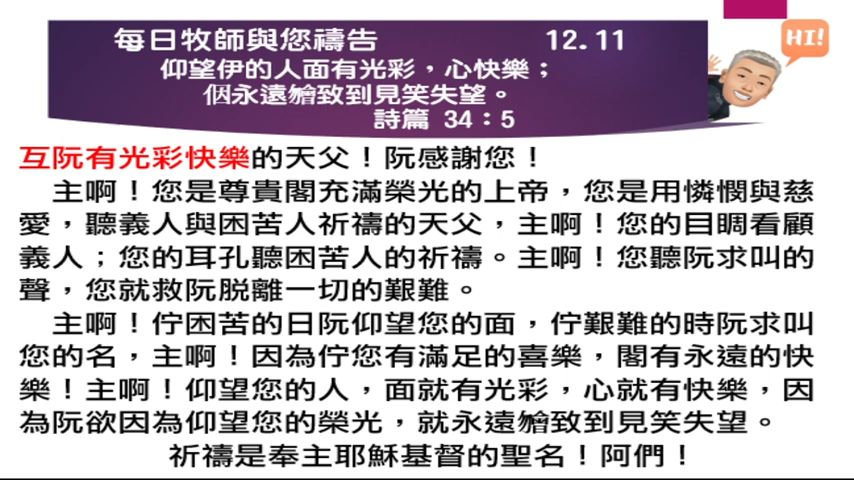 每日牧師與您禱告 12.11
HI!
仰望伊的人面有光彩，心快樂；
𪜶永遠𣍐致到見笑失望。
詩篇 34：5
互阮有光彩快樂的天父！阮感謝您！
主啊！您是尊貴閣充滿榮光的上帝，您是用憐憫與慈
愛，聽義人與困苦人祈禱的天父，主啊！您的目睭看顧
義人；您的耳孔聽困苦人的祈禱。主啊！您聽阮求叫的
聲，您就救阮脫離一切的艱難。
主啊！佇困苦的日阮仰望您的面，佇艱難的時阮求叫
您的名，主啊！因為佇您有滿足的喜樂，閣有永遠的快
樂！主啊！仰望您的人，面就有光彩，心就有快樂，因
為阮欲因為仰望您的榮光，就永遠𣍐致到見笑失望。
祈禱是奉主耶穌基督的聖名！阿們！